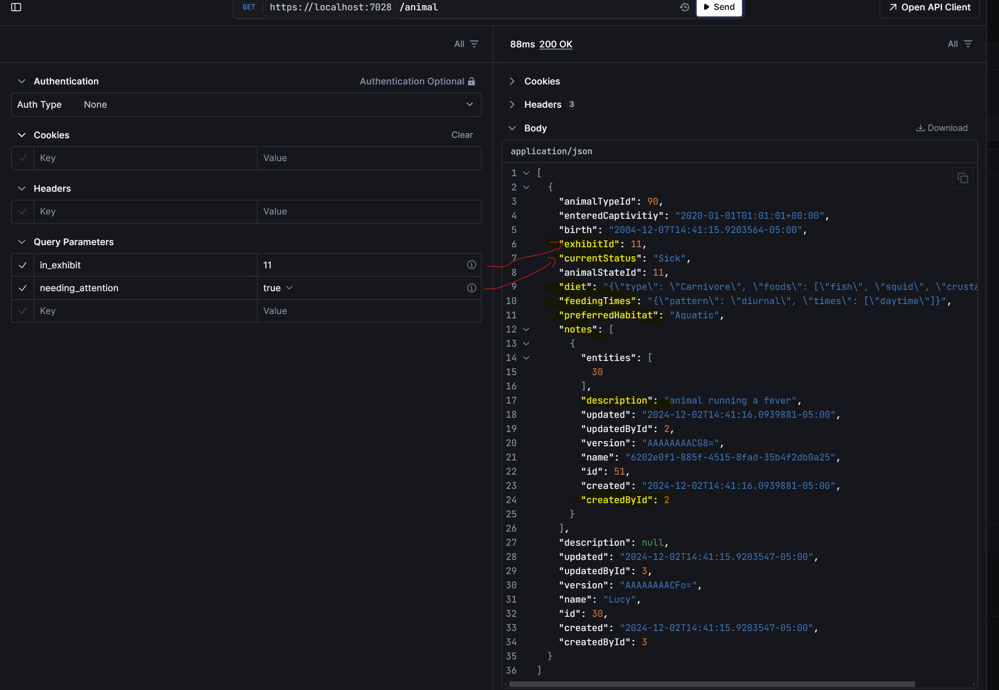 GET https://localhost:7028 /animal Send Open API Client
All
88ms 200 OK All
Authentication Authentication Optional
Auth Type None
Cookies Clear
Key Value
Headers
Key Value
Query Parameters
in_exhibit 11
needing_attention true
Key Value
Cookies
Headers 3
Body Download
application/json
1 [
2 {
3 "animalTypeId": 90,
4 "enteredCaptivitiy": "2020-01-01T01:01:01+00:00",
5 "birth": "2004-12-07T14:41:15.9203564-05:00",
6 "exhibitId": 11,
7 "currentStatus": "Sick",
8 "animalStateId": 11,
9 "diet": "{\"type\": \"Carnivore\", \"foods\": [\"fish\", \"squid\", \"crusta
10 "feedingTimes": "{\"pattern\": \"diurnal\", \"times\": [\"daytime\"]}",
11 "preferredHabitat": "Aquatic",
12 "notes": [
13 {
14 "entities": [
15 30
16 ],
17 "description": "animal running a fever",
18 "updated": "2024-12-02T14:41:16.0939881-05:00",
19 "updatedById": 2,
20 "version": "AAAAAAAACG8=",
21 "name": "6202e0f1-885f-4515-8fad-35b4f2db0a25",
22 "id": 51,
23 "created": "2024-12-02T14:41:16.0939881-05:00",
24 "createdById": 2
25 }
26 ],
27 "description": null,
28 "updated": "2024-12-02T14:41:15.9203547-05:00",
29 "updatedById": 3,
30 "version": "AAAAAAAACFo=",
31 "name": "Lucy",
32 "id": 30,
33 "created": "2024-12-02T14:41:15.9203547-05:00",
34 "createdById": 3
35 }
36 ]